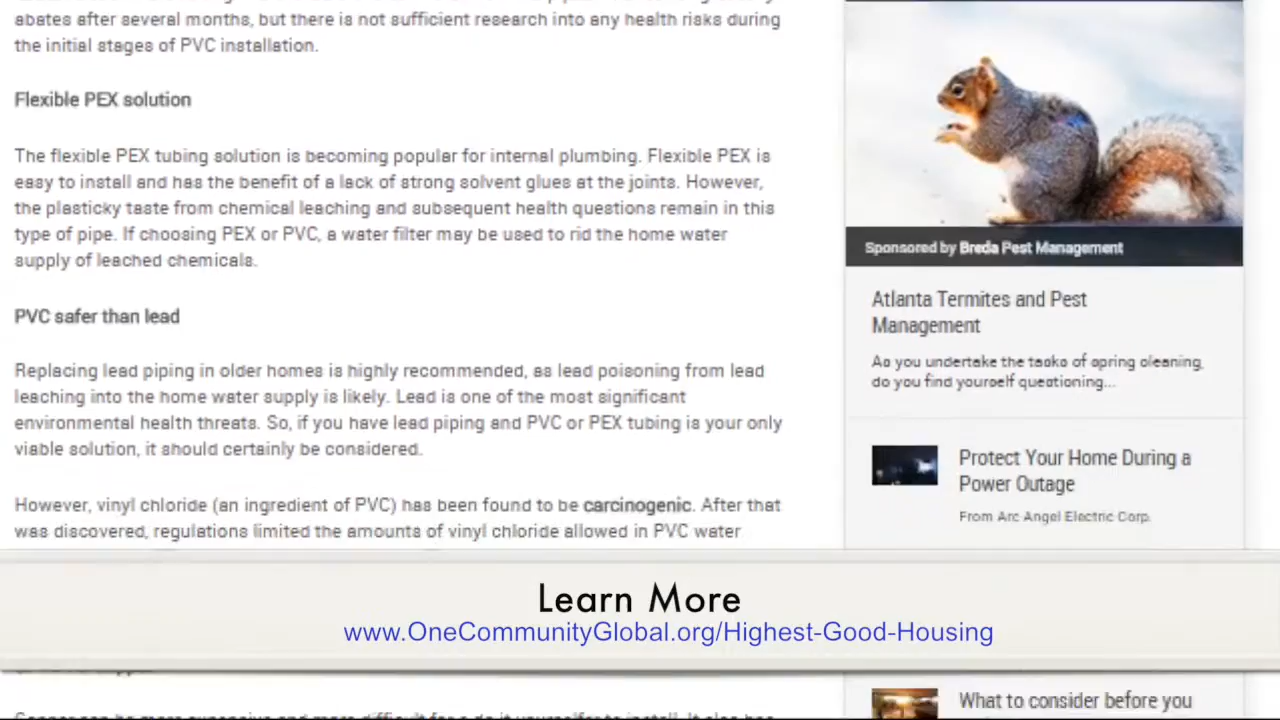 abates after several months, but there is not sufficient research into any health risks during
the initial stages of PVC installation.
Flexible PEX solution
The flexible PEX tubing solution is becoming popular for internal plumbing. Flexible PEX is
easy to install and has the benefit of a lack of strong solvent glues at the joints. However,
the plasticky taste from chemical leaching and subsequent health questions remain in this
type of pipe. If choosing PEX or PVC, a water filter may be used to rid the home water
supply of leached chemicals.
PVC safer than lead
Replacing lead piping in older homes is highly recommended, as lead poisoning from lead
leaching into the home water supply is likely. Lead is one of the most significant
environmental health threats. So, if you have lead piping and PVC or PEX tubing is your only
viable solution, it should certainly be considered.
However, vinyl chloride (an ingredient of PVC) has been found to be carcinogenic. After that
was discovered, regulations limited the amounts of vinyl chloride allowed in PVC water
Sponsored by Breda Pest Management
Atlanta Termites and Pest
Management
As you undertake the tasks of spring cleaning,
do you find yourself questioning...
Protect Your Home During a
Power Outage
From Arc Angel Electric Corp.
Learn More
www.OneCommunityGlobal.org/Highest-Good-Housing
What to consider before you